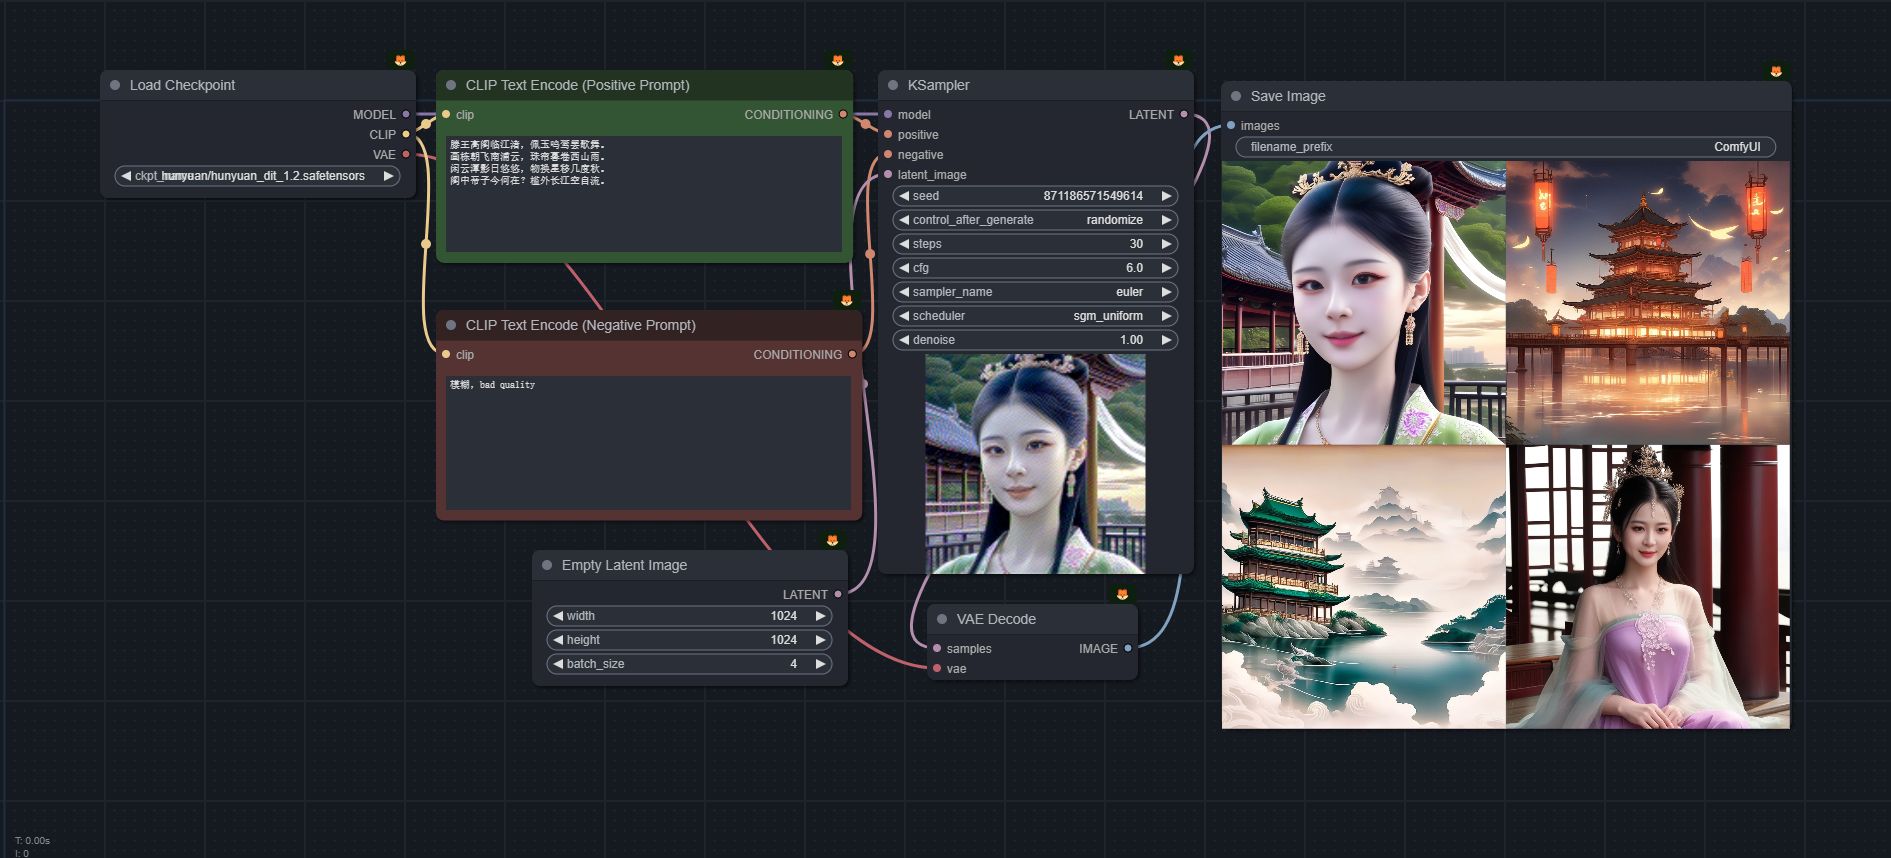 Load Checkpoint
MODEL
CLIP
VAE
ckpt_name hunyuan/hunyuan_dit_1.2.safetensors
CLIP Text Encode (Positive Prompt)
clip
CONDITIONING
滕王高阁临江渚，佩玉鸣鸾罢歌舞。
画栋朝飞南浦云，珠帘暮卷西山雨。
闲云潭影日悠悠，物换星移几度秋。
阁中帝子今何在？槛外长江空自流。
CLIP Text Encode (Negative Prompt)
clip
CONDITIONING
模糊，bad quality
Empty Latent Image
LATENT
width 1024
height 1024
batch_size 4
KSampler
model
LATENT
positive
negative
latent_image
seed 871186571549614
control_after_generate randomize
steps 30
cfg 6.0
sampler_name euler
scheduler sgm_uniform
denoise 1.00
VAE Decode
samples
IMAGE
vae
Save Image
images
filename_prefix ComfyUI
T: 0.00s
I: 0